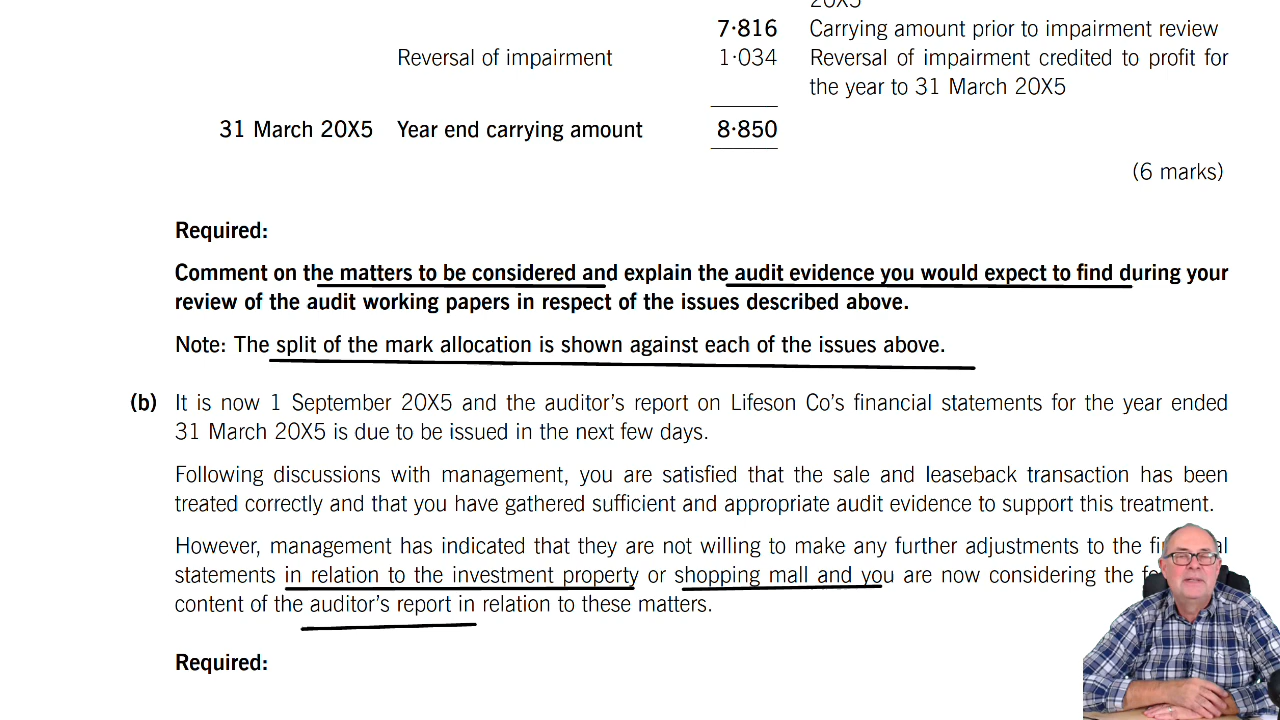 20X5
7·816 Carrying amount prior to impairment review
Reversal of impairment 1·034 Reversal of impairment credited to profit for
the year to 31 March 20X5
31 March 20X5 Year end carrying amount 8·850
(6 marks)
Required:
Comment on the matters to be considered and explain the audit evidence you would expect to find during your
review of the audit working papers in respect of the issues described above.
Note: The split of the mark allocation is shown against each of the issues above.
(b) It is now 1 September 20X5 and the auditor's report on Lifeson Co's financial statements for the year ended
31 March 20X5 is due to be issued in the next few days.
Following discussions with management, you are satisfied that the sale and leaseback transaction has been
treated correctly and that you have gathered sufficient and appropriate audit evidence to support this treatment.
However, management has indicated that they are not willing to make any further adjustments to the
statements in relation to the investment property or shopping mall and you are now considering the
content of the auditor's report in relation to these matters.
Required: